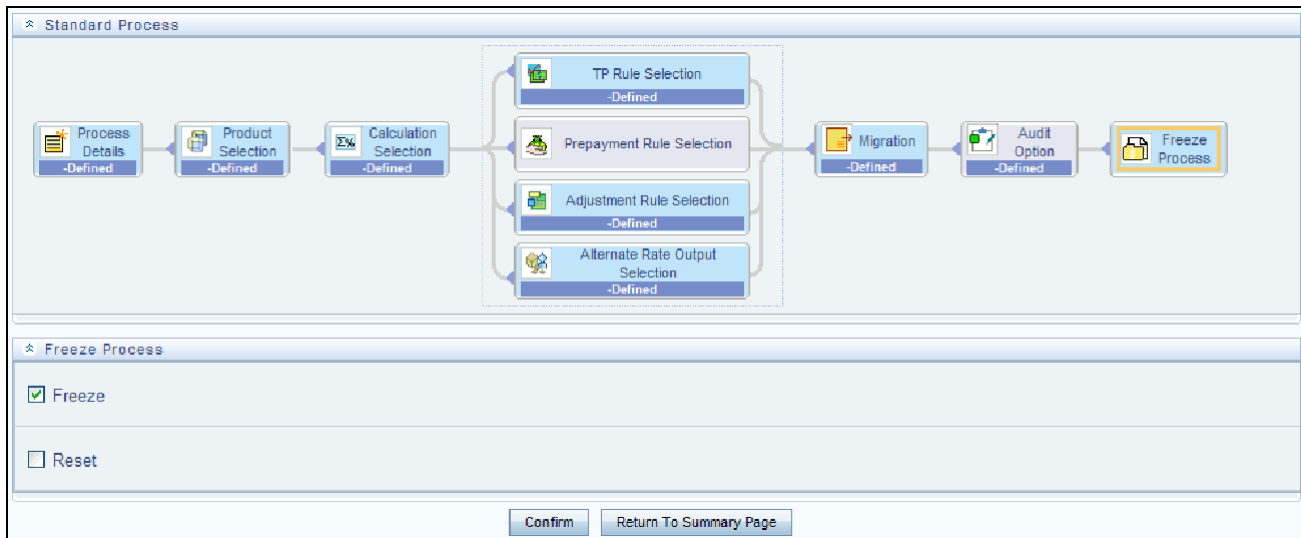 Standard Process
Process
Details
-Defined
Product
Selection
-Defined
Calculation
Selection
-Defined
TP Rule Selection
-Defined
Prepayment Rule Selection
Adjustment Rule Selection
-Defined
Alternate Rate Output
Selection
-Defined
Migration
-Defined
Audit
Option
-Defined
Freeze
Process
Freeze Process
Freeze
Reset
Confirm
Return To Summary Page